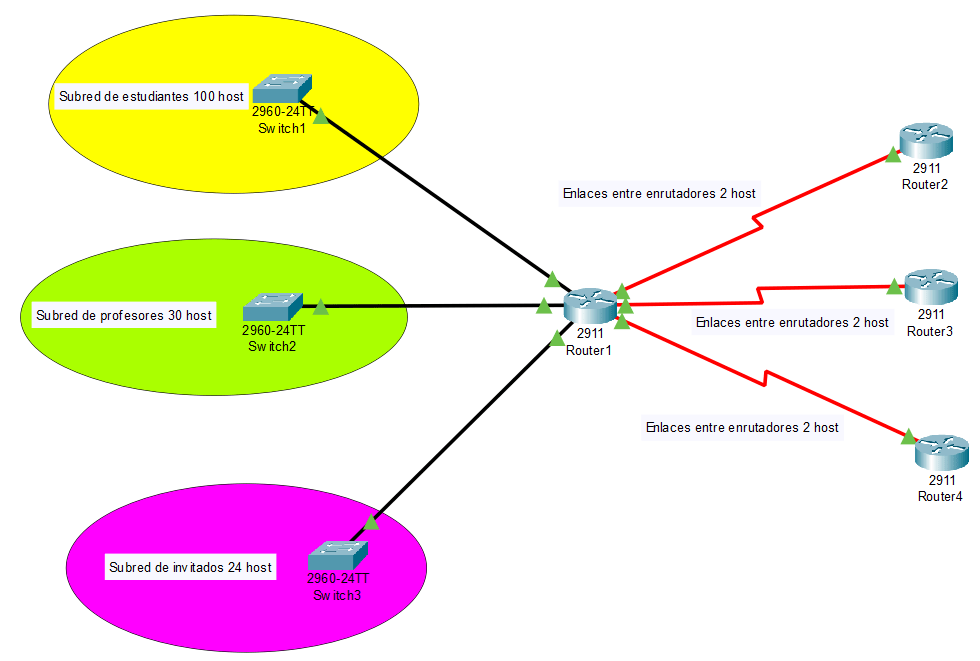 Subred de estudiantes 100 host
2960-24TT
Switch1
Enlaces entre enrutadores 2 host
2911
Router2
Subred de profesores 30 host
2960-24TT
Switch2
2911
Router1
Enlaces entre enrutadores 2 host
2911
Router3
Enlaces entre enrutadores 2 host
2911
Router4
Subred de invitados 24 host
2960-24TT
Switch3